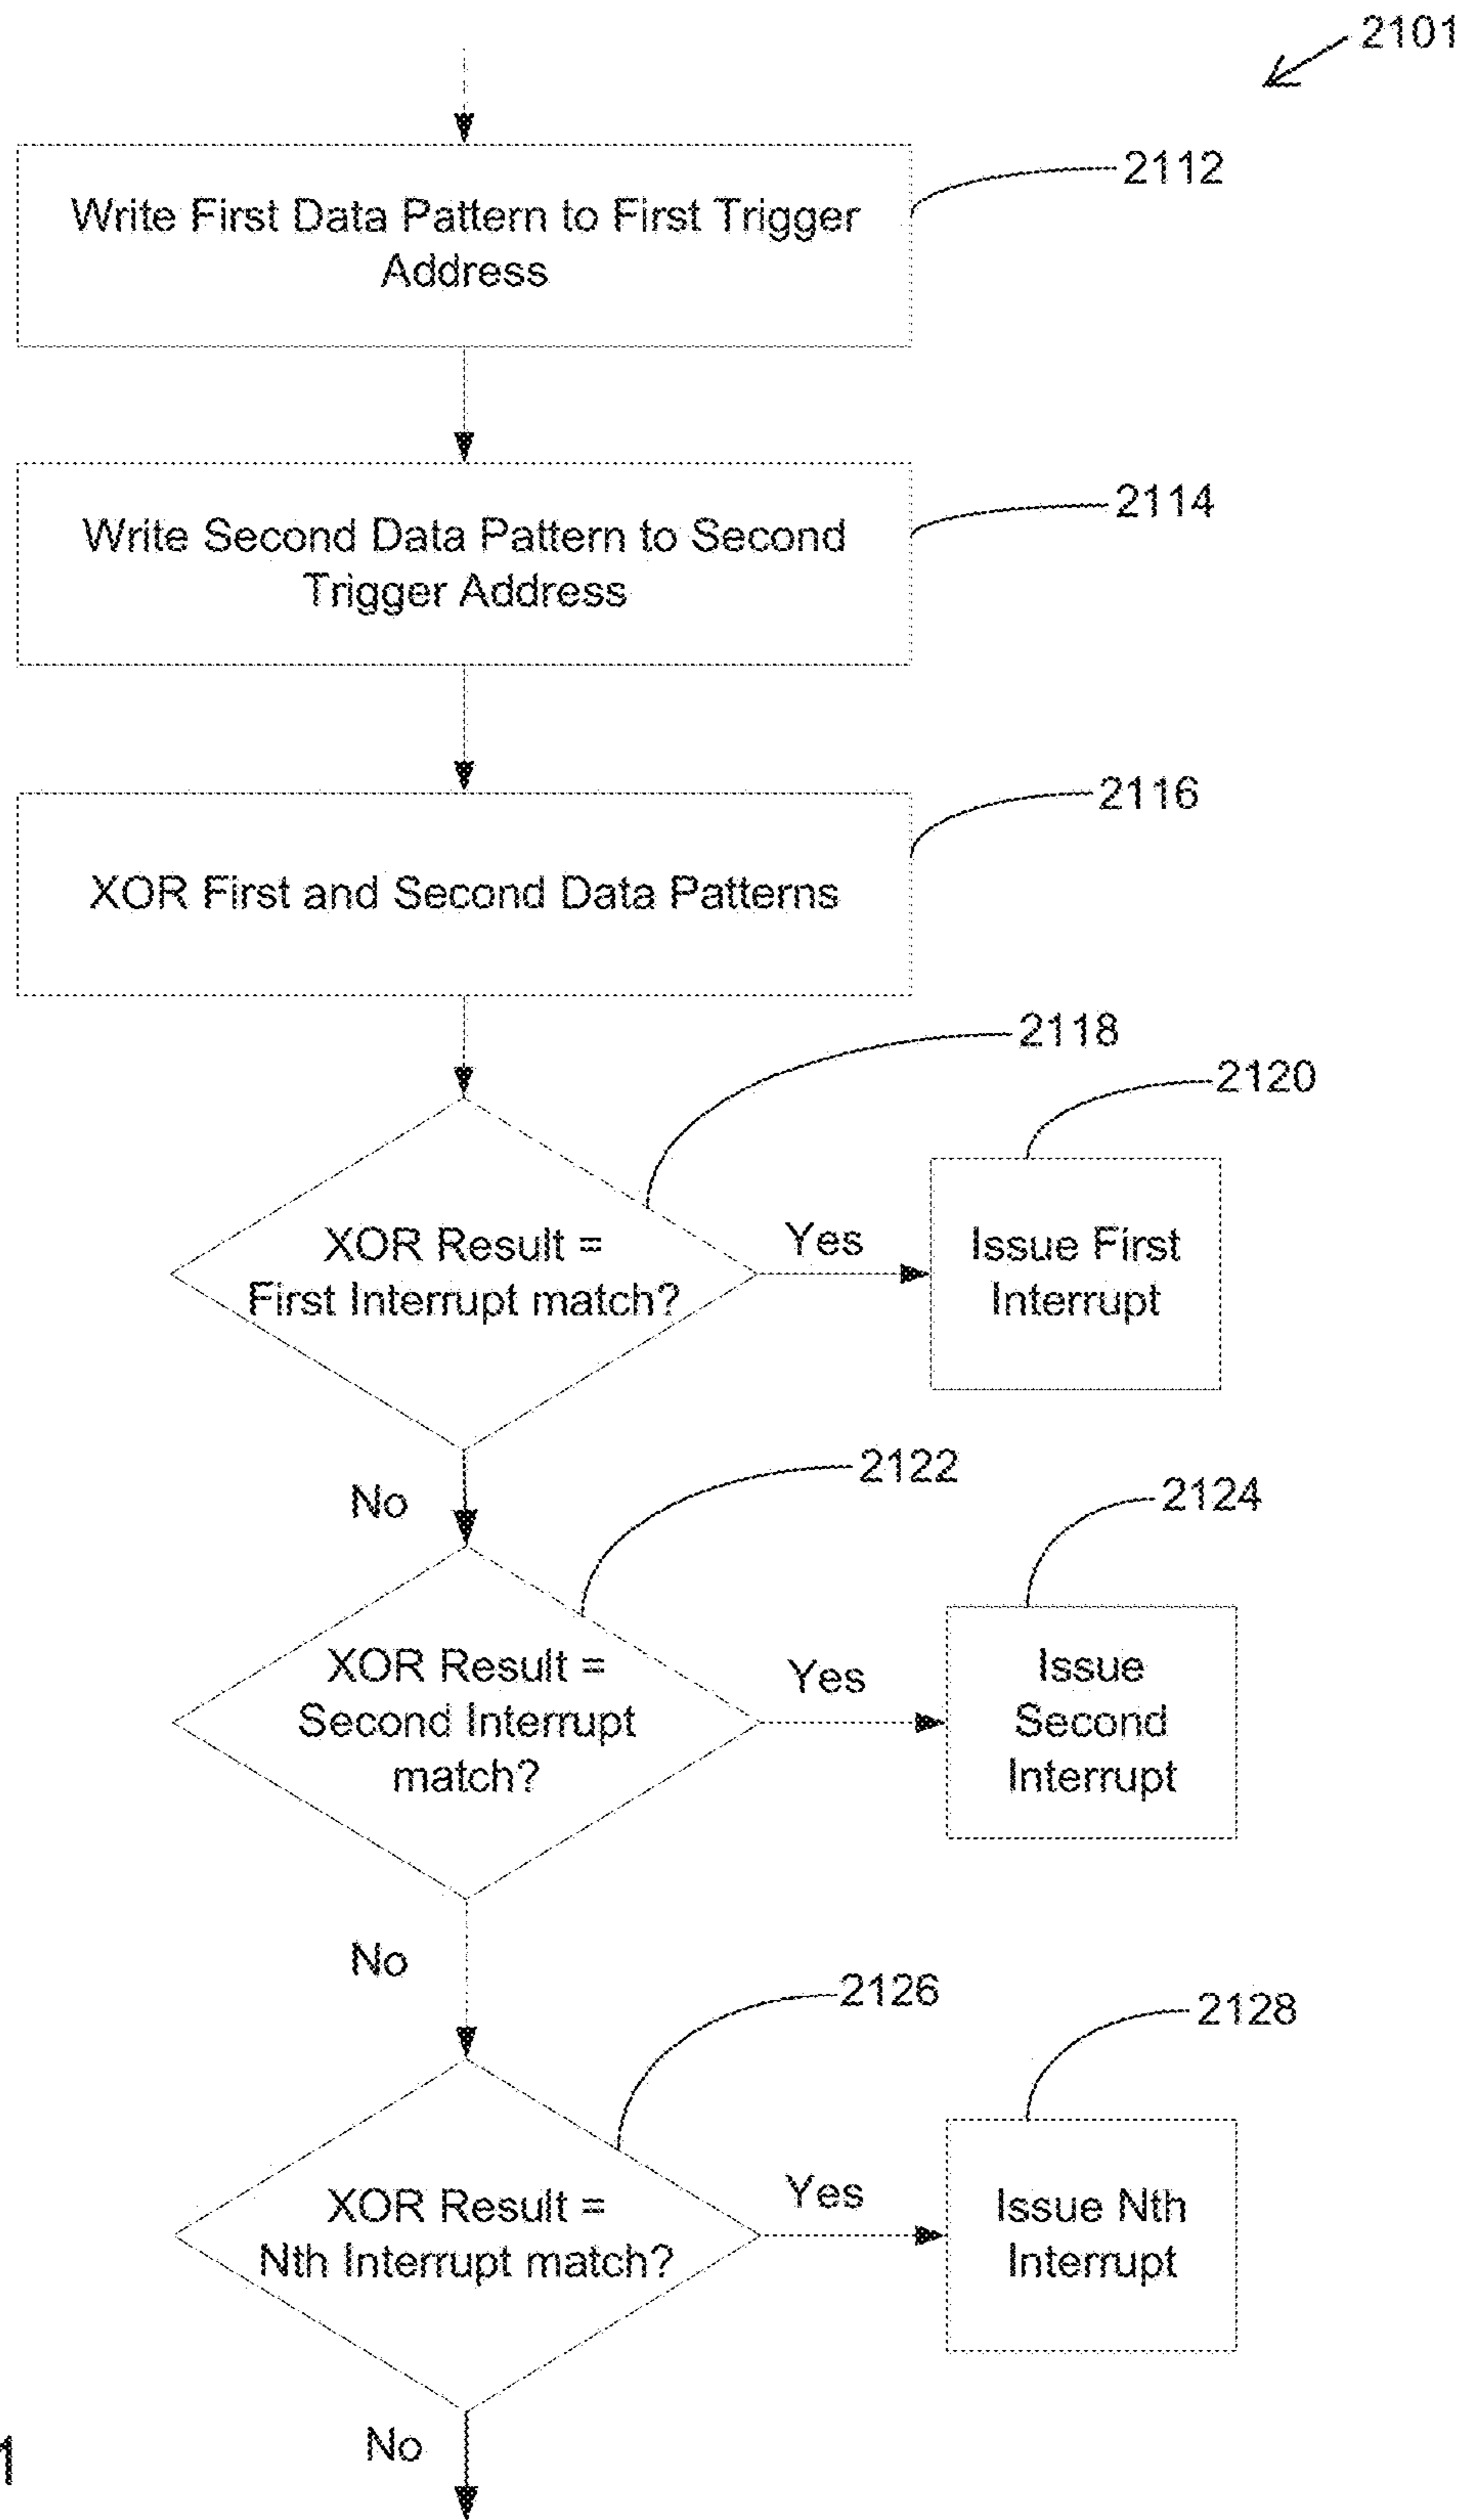 2101
2112
Write First Data Pattern to First Trigger
Address
2114
Write Second Data Pattern to Second
Trigger Address
2116
XOR First and Second Data Patterns
2118
2120
XOR Result =
First Interrupt match?
Yes
Issue First
Interrupt
No
2122
2124
XOR Result =
Second Interrupt
match?
Yes
Issue
Second
Interrupt
No
2126
2128
XOR Result =
Nth Interrupt match?
Yes
Issue Nth
Interrupt
No
1